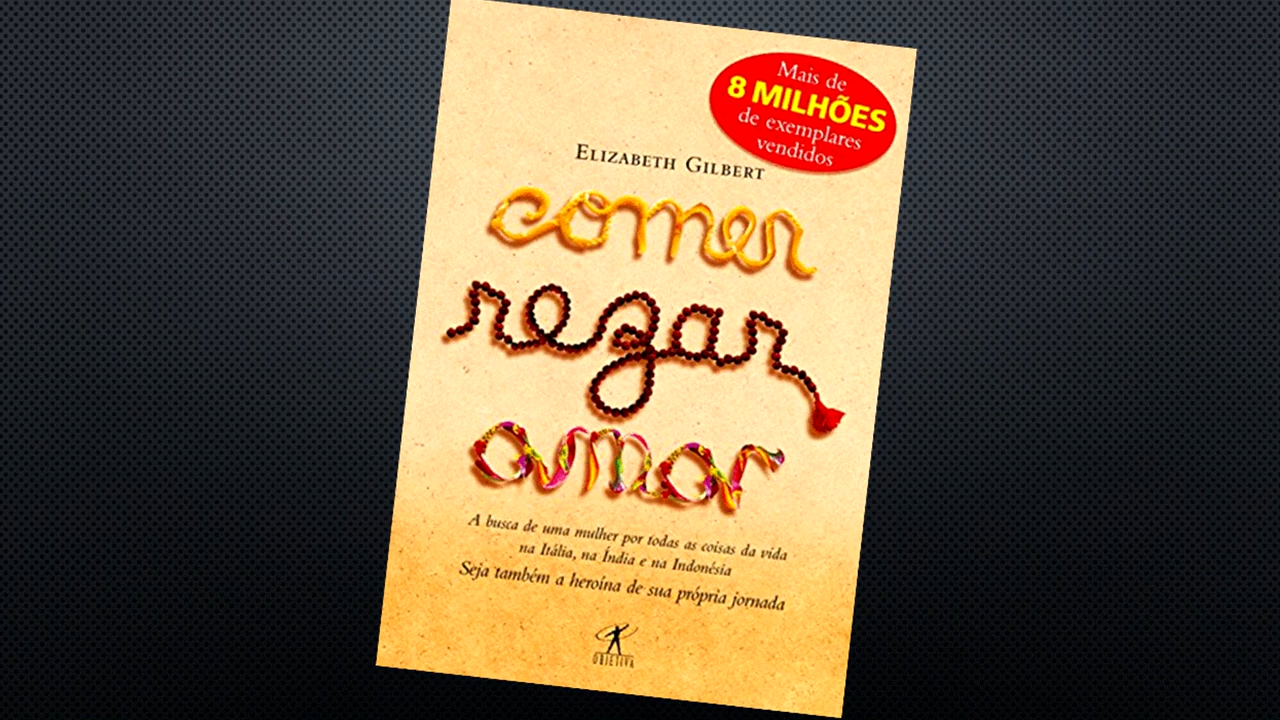 Mais de
8 MILHÕES
de exemplares
vendidos
ELIZABETH GILBERT
comer
rezar
amar
A busca de uma mulher por todas as coisas da vida
na Itália, na Índia e na Indonésia
Seja também a heroína de sua própria jornada
OBJETIVA